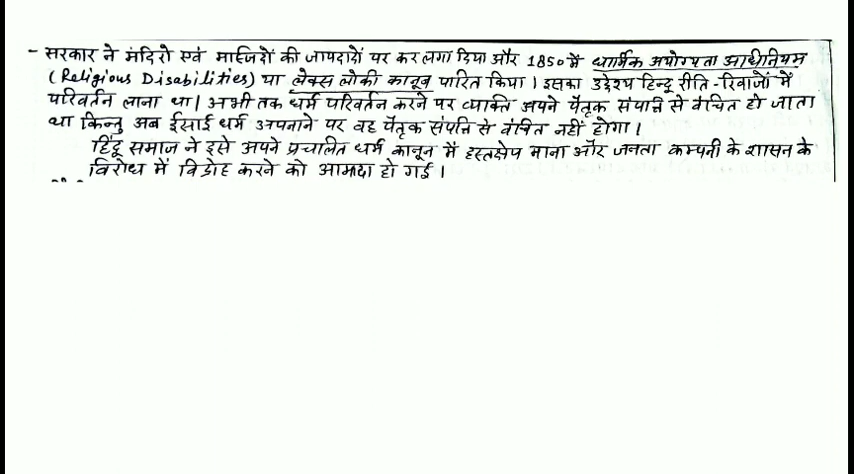 - सरकार ने मंदिरों एवं मस्जिदों की जायदादों पर कर लगा दिया और 1850 में धार्मिक अयोग्यता अधिनियम
(Religious Disabilities) या लेक्स लोकी कानून पारित किया। इसका उद्देश्य हिन्दू रीति-रिवाजों में
परिवर्तन लाना था। अभी तक धर्म परिवर्तन करने पर व्यक्ति अपने पैतृक संपत्ति से वंचित हो जाता
था किन्तु अब ईसाई धर्म अपनाने पर वह पैतृक संपत्ति से वंचित नहीं होगा।
हिंदू समाज ने इसे अपने प्रचलित धर्म कानून में हस्तक्षेप माना और जनता कम्पनी के शासन के
विरोध में विद्रोह करने को आमादा हो गई।